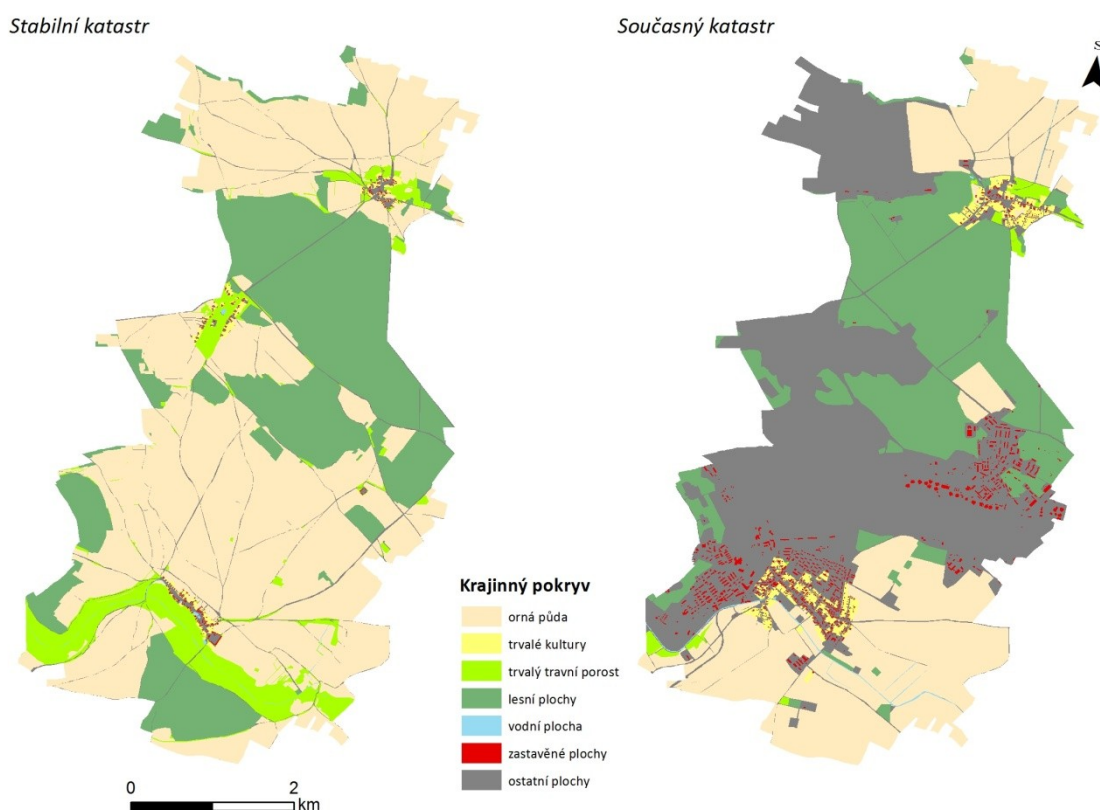 Stabilní katastr
Současný katastr
S
Krajinný pokryv
orná půda
trvalé kultury
trvalý travní porost
lesní plochy
vodní plocha
zastavěné plochy
ostatní plochy
0 2
km